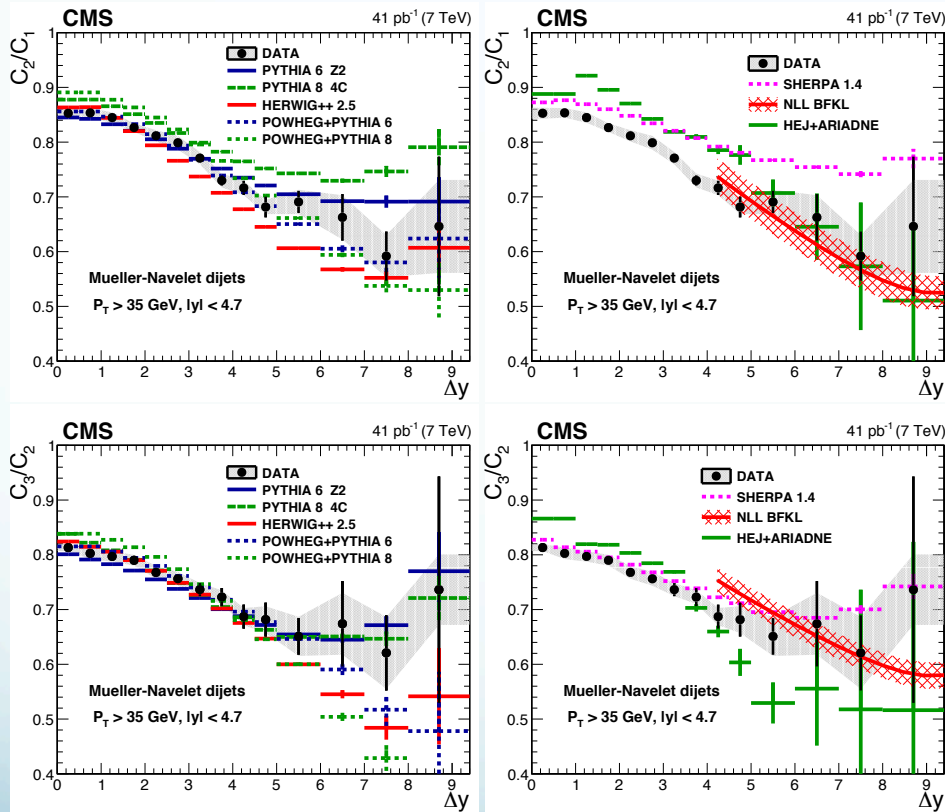 CMS 41 pb⁻¹ (7 TeV)
C₂/C₁
1
0.9
0.8
0.7
0.6
0.5
0.4
DATA
PYTHIA 6 Z2
PYTHIA 8 4C
HERWIG++ 2.5
POWHEG+PYTHIA 6
POWHEG+PYTHIA 8
Mueller-Navelet dijets
P_T > 35 GeV, |y| < 4.7
0 1 2 3 4 5 6 7 8 9
Δy
CMS 41 pb⁻¹ (7 TeV)
C₂/C₁
1
0.9
0.8
0.7
0.6
0.5
0.4
DATA
SHERPA 1.4
NLL BFKL
HEJ+ARIADNE
Mueller-Navelet dijets
P_T > 35 GeV, |y| < 4.7
0 1 2 3 4 5 6 7 8 9
Δy
CMS 41 pb⁻¹ (7 TeV)
C₃/C₂
1
0.9
0.8
0.7
0.6
0.5
0.4
DATA
PYTHIA 6 Z2
PYTHIA 8 4C
HERWIG++ 2.5
POWHEG+PYTHIA 6
POWHEG+PYTHIA 8
Mueller-Navelet dijets
P_T > 35 GeV, |y| < 4.7
0 1 2 3 4 5 6 7 8 9
Δy
CMS 41 pb⁻¹ (7 TeV)
C₃/C₂
1
0.9
0.8
0.7
0.6
0.5
0.4
DATA
SHERPA 1.4
NLL BFKL
HEJ+ARIADNE
Mueller-Navelet dijets
P_T > 35 GeV, |y| < 4.7
0 1 2 3 4 5 6 7 8 9
Δy